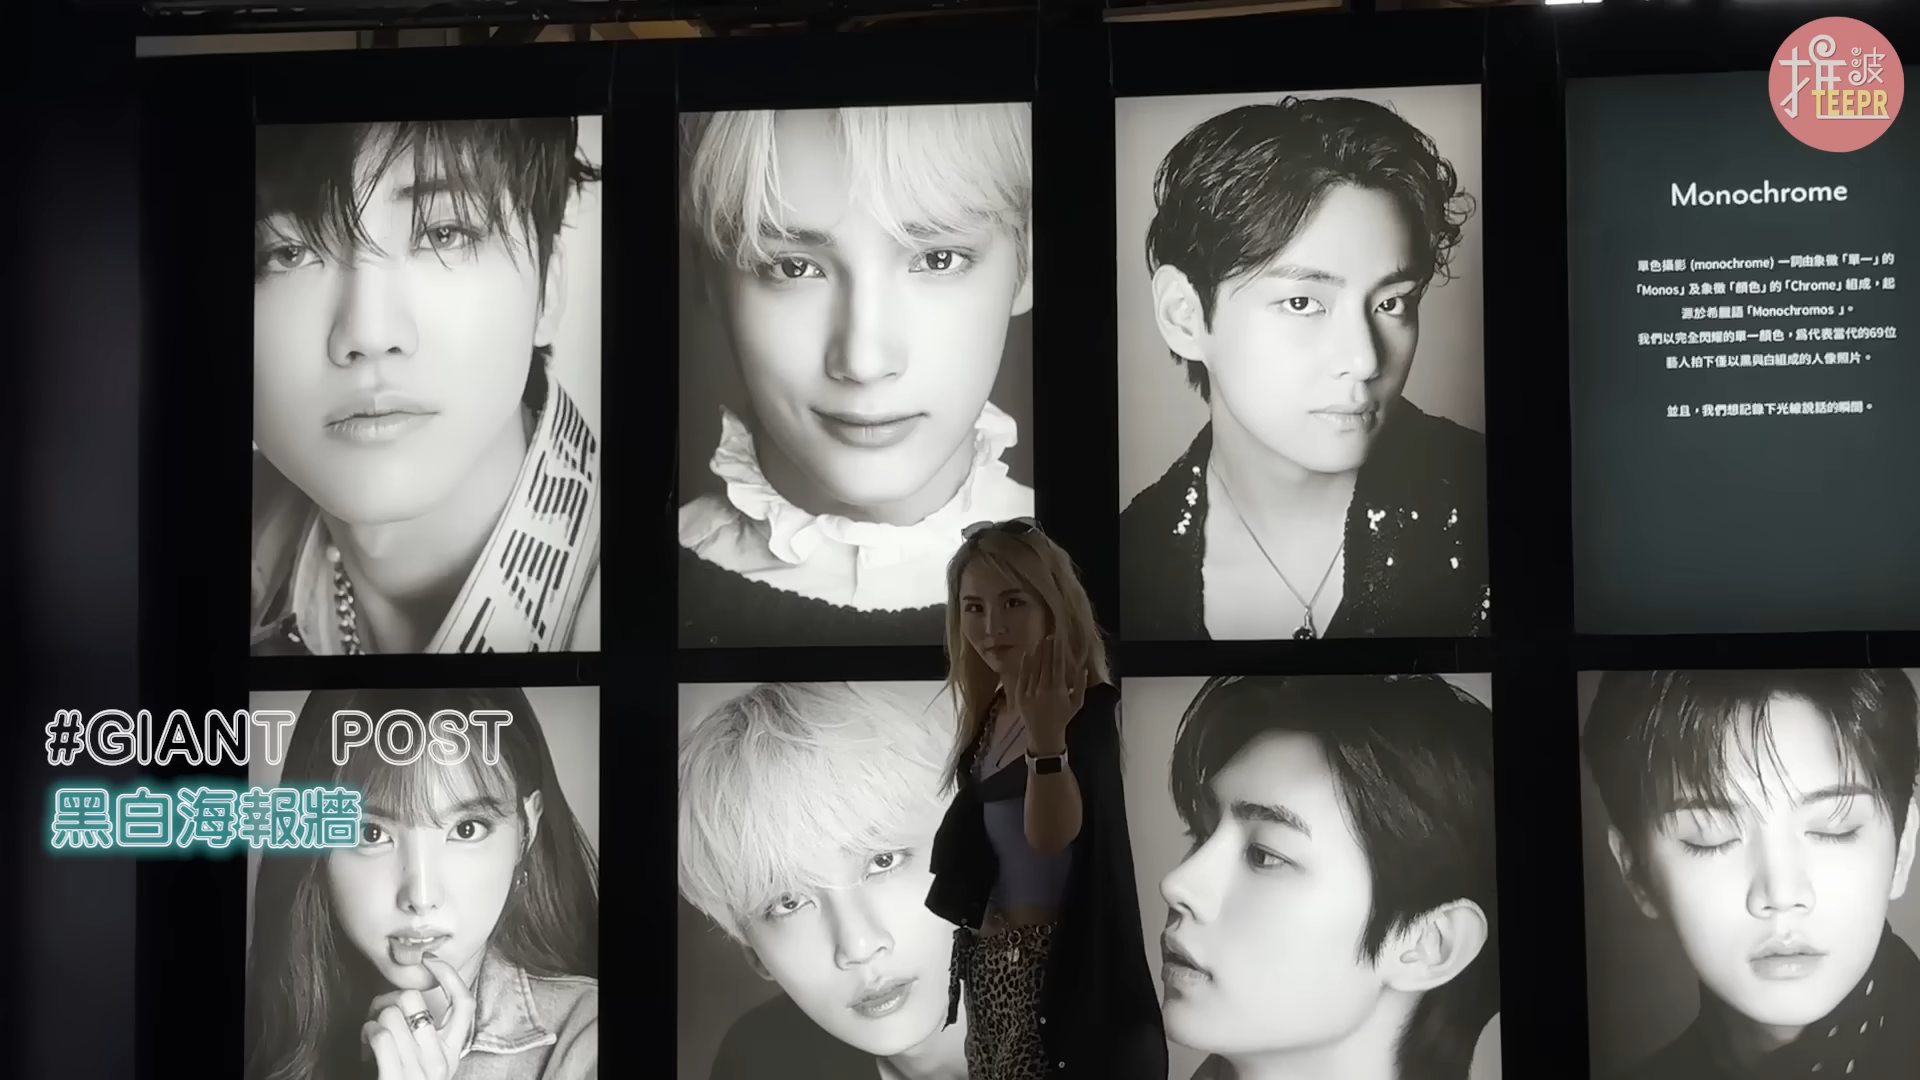 推波
TEEPR
Monochrome
單色攝影 (monochrome) 一詞由象徵「單一」的
「Monos」及象徵「顏色」的「Chrome」組成，起
源於希臘語「Monochromos 」。
我們以完全閃耀的單一顏色，為代表當代的69位
藝人拍下僅以黑與白組成的人像照片。
並且，我們想記錄下光線說話的瞬間。
#GIANT POST
黑白海報牆